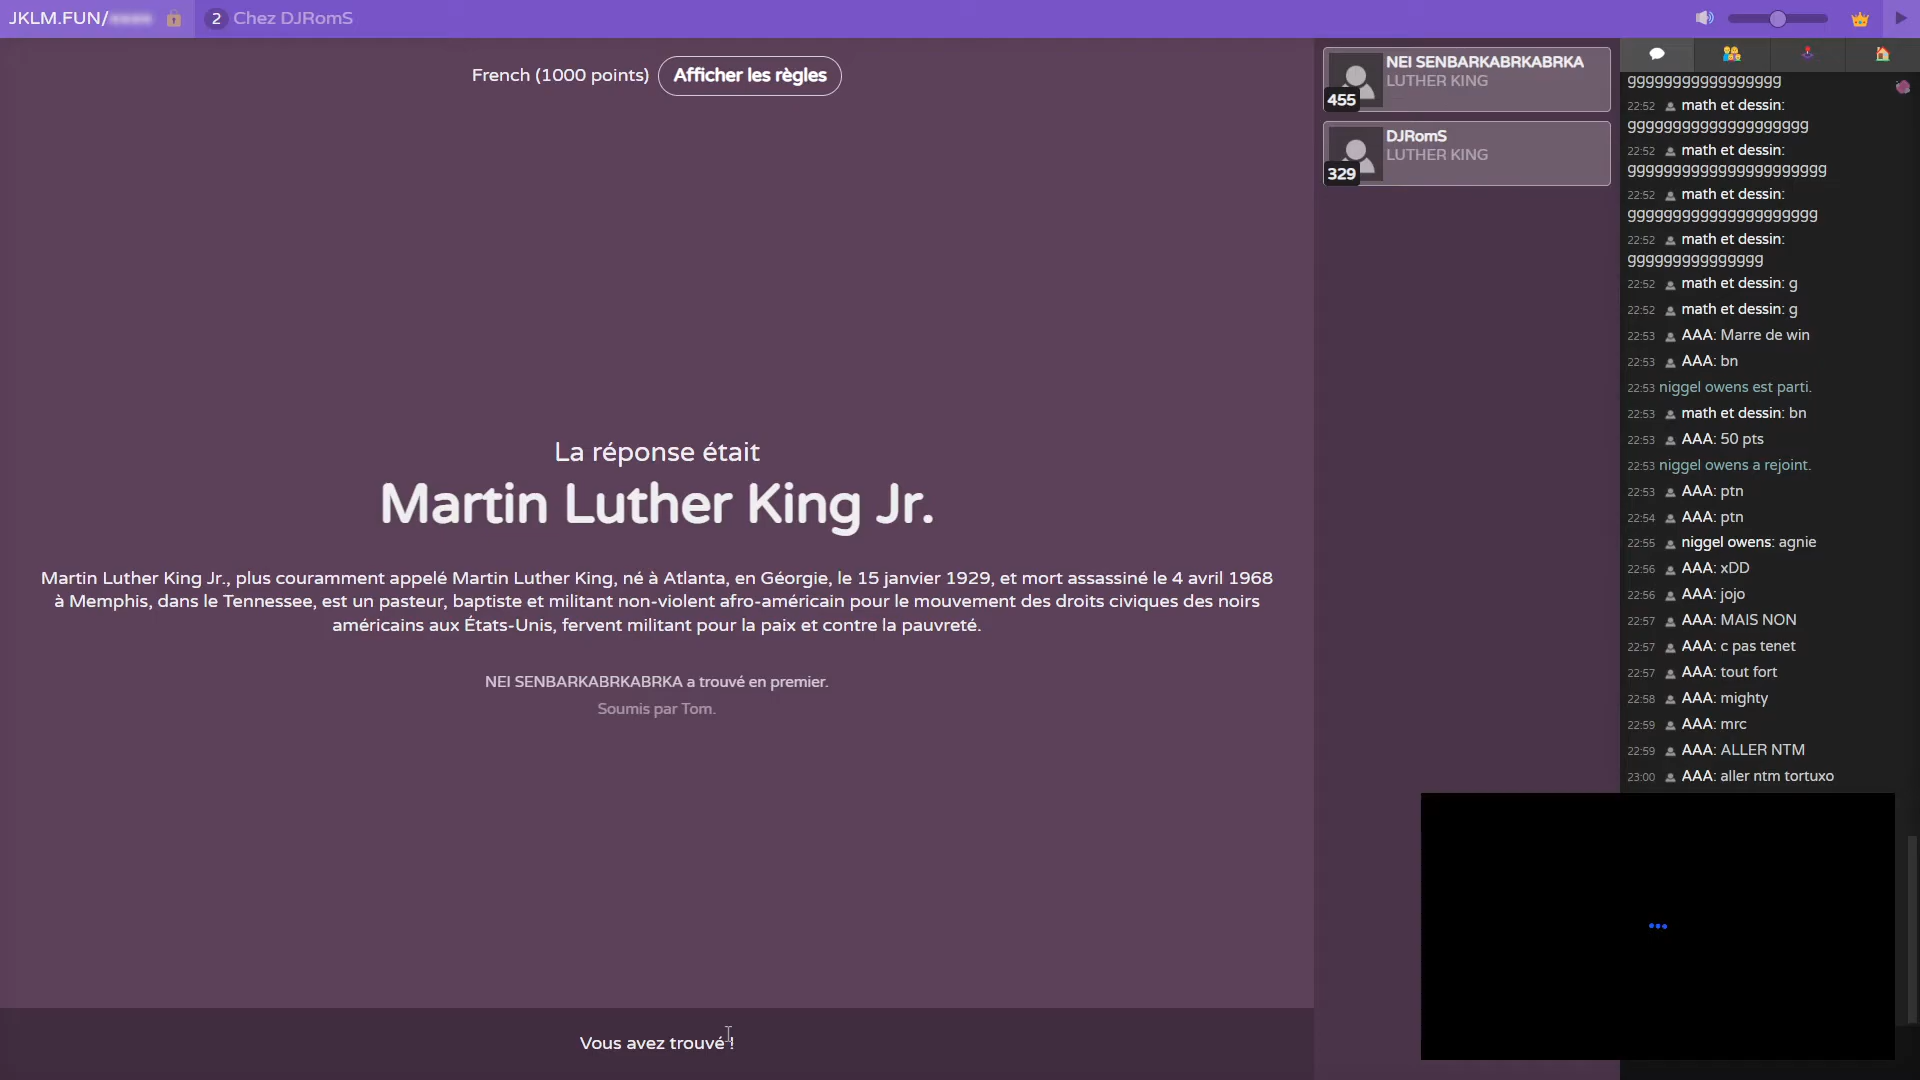 JKLM.FUN/
2 Chez DJRomS
French (1000 points) Afficher les règles
La réponse était
Martin Luther King Jr.
Martin Luther King Jr., plus couramment appelé Martin Luther King, né à Atlanta, en Géorgie, le 15 janvier 1929, et mort assassiné le 4 avril 1968
à Memphis, dans le Tennessee, est un pasteur, baptiste et militant non-violent afro-américain pour le mouvement des droits civiques des noirs
américains aux États-Unis, fervent militant pour la paix et contre la pauvreté.
NEI SENBARKABRKABRKA a trouvé en premier.
Soumis par Tom.
Vous avez trouvé !
NEI SENBARKABRKABRKA
LUTHER KING
455
DJRomS
LUTHER KING
329
ggggggggggggggggg
22:52 math et dessin:
gggggggggggggggggggg
22:52 math et dessin:
gggggggggggggggggggggg
22:52 math et dessin:
ggggggggggggggggggggg
22:52 math et dessin:
ggggggggggggggg
22:52 math et dessin: g
22:52 math et dessin: g
22:53 AAA: Marre de win
22:53 AAA: bn
22:53 niggel owens est parti.
22:53 math et dessin: bn
22:53 AAA: 50 pts
22:53 niggel owens a rejoint.
22:53 AAA: ptn
22:54 AAA: ptn
22:55 niggel owens: agnie
22:56 AAA: xDD
22:56 AAA: jojo
22:57 AAA: MAIS NON
22:57 AAA: c pas tenet
22:57 AAA: tout fort
22:58 AAA: mighty
22:59 AAA: mrc
22:59 AAA: ALLER NTM
23:00 AAA: aller ntm tortuxo